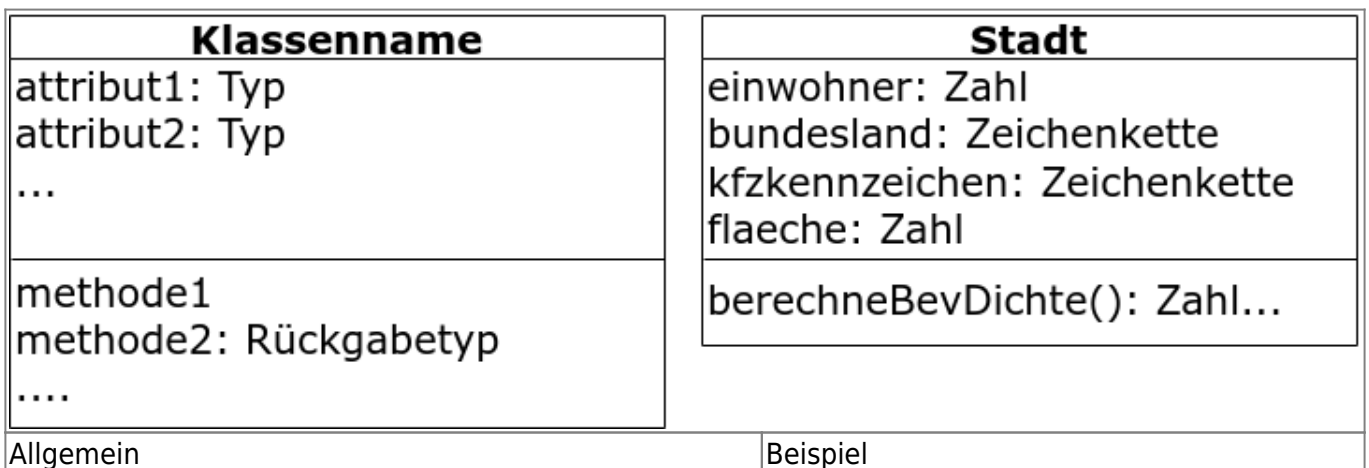 Klassenname
attribut1: Typ
attribut2: Typ
...
methode1
methode2: Rückgabetyp
....
Stadt
einwohner: Zahl
bundesland: Zeichenkette
kfzkennzeichen: Zeichenkette
flaeche: Zahl
berechneBevDichte(): Zahl...
Allgemein
Beispiel